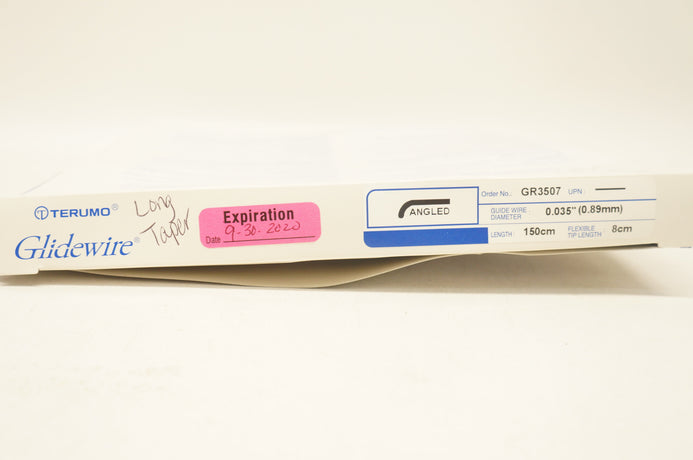 TERUMO®
Glidewire®
Long
Taper
Expiration
Date 9-30-2020
ANGLED
Order No.. GR3507 UPN :
GUIDE WIRE DIAMETER : 0.035" (0.89mm)
LENGTH : 150cm FLEXIBLE TIP LENGTH : 8cm